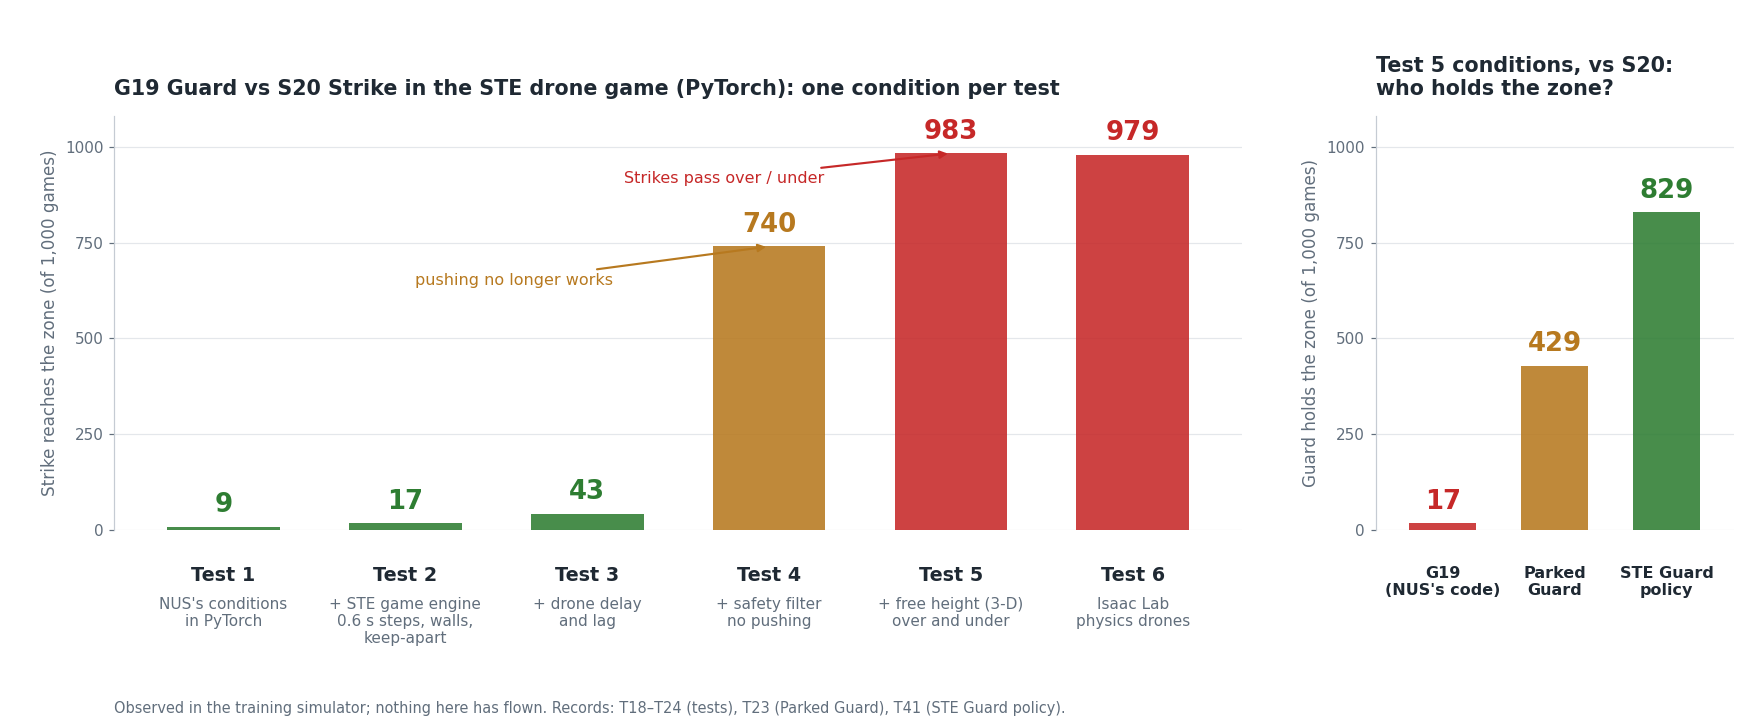 G19 Guard vs S20 Strike in the STE drone game (PyTorch): one condition per test
Strike reaches the zone (of 1,000 games)
1000
750
500
250
0
9
17
43
740
983
979
Strikes pass over / under
pushing no longer works
Test 1
NUS's conditions
in PyTorch
Test 2
+ STE game engine
0.6 s steps, walls,
keep-apart
Test 3
+ drone delay
and lag
Test 4
+ safety filter
no pushing
Test 5
+ free height (3-D)
over and under
Test 6
Isaac Lab
physics drones
Test 5 conditions, vs S20:
who holds the zone?
Guard holds the zone (of 1,000 games)
1000
750
500
250
0
17
429
829
G19
(NUS's code)
Parked
Guard
STE Guard
policy
Observed in the training simulator; nothing here has flown. Records: T18–T24 (tests), T23 (Parked Guard), T41 (STE Guard policy).